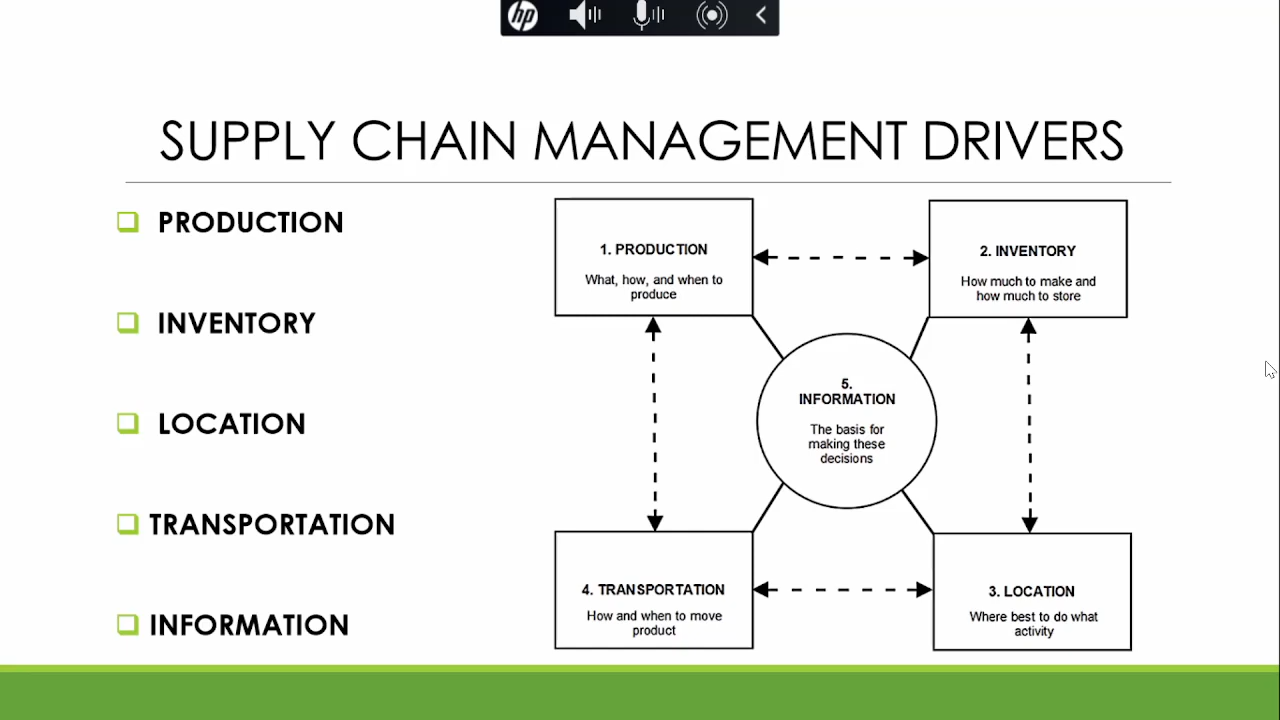 hp
SUPPLY CHAIN MANAGEMENT DRIVERS
PRODUCTION
INVENTORY
LOCATION
TRANSPORTATION
INFORMATION
1. PRODUCTION
What, how, and when to
produce
2. INVENTORY
How much to make and
how much to store
5.
INFORMATION
The basis for
making these
decisions
4. TRANSPORTATION
How and when to move
product
3. LOCATION
Where best to do what
activity